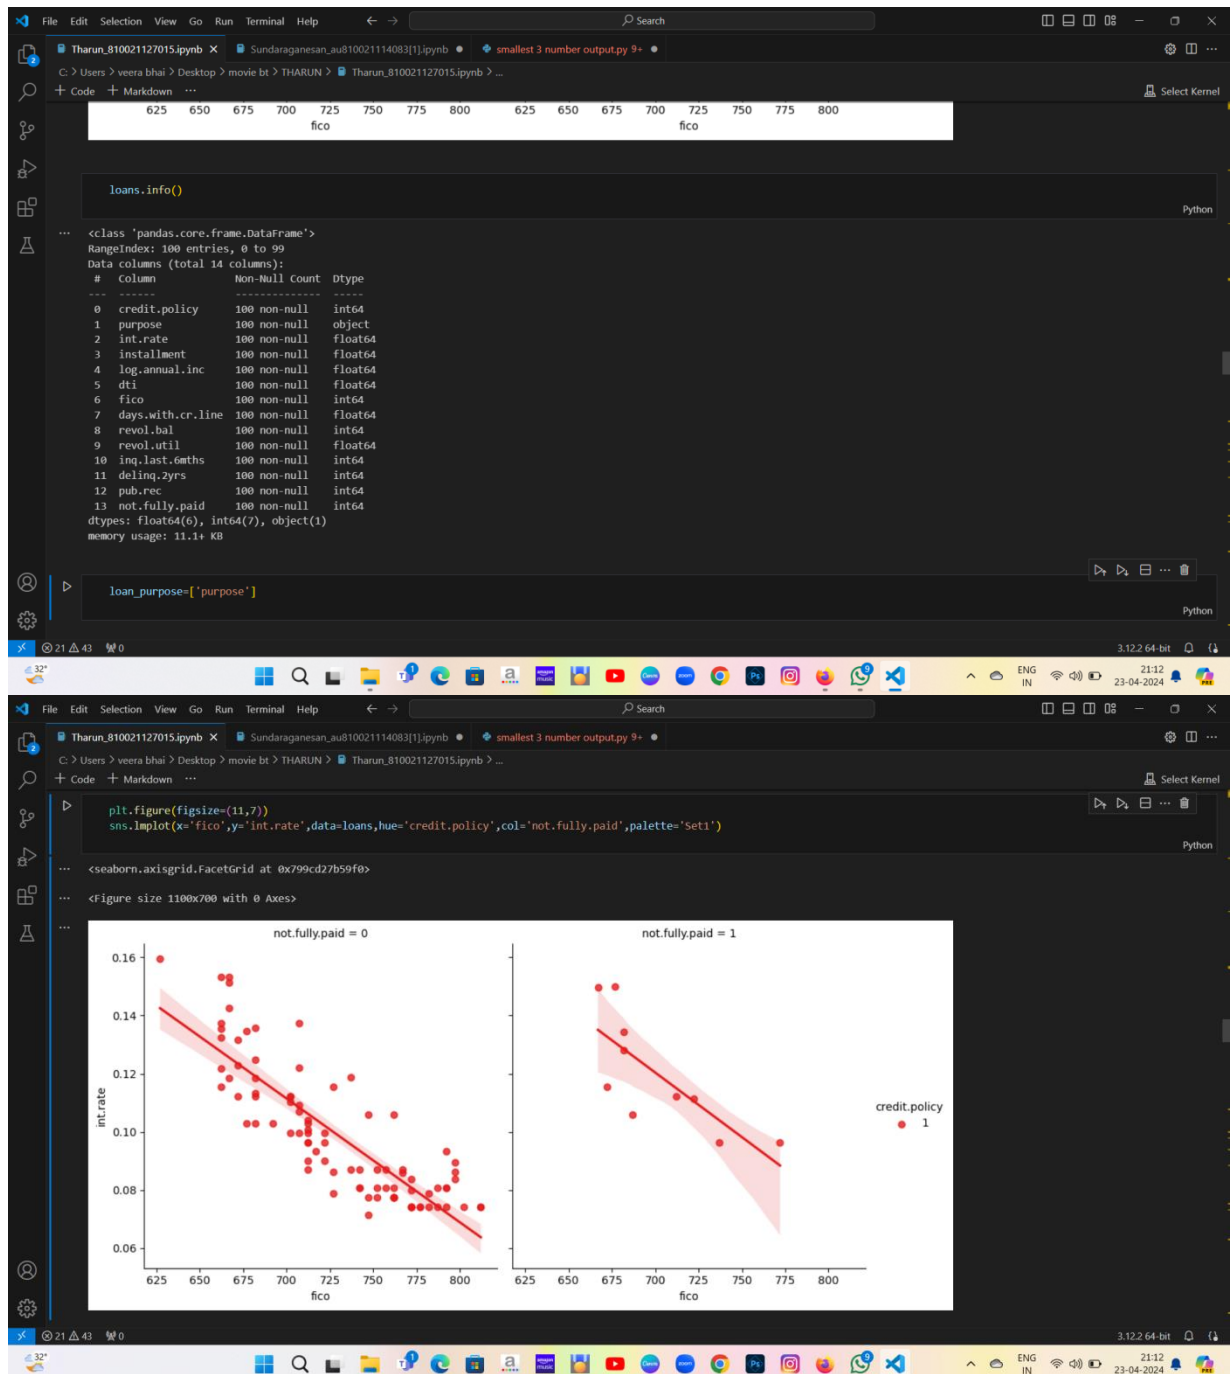 File Edit Selection View Go Run Terminal Help
Search
Tharun_810021127015.ipynb
Sundaraganesan_au810021114083[1].ipynb
smallest 3 number output.py 9+
C: > Users > veera bhai > Desktop > movie bt > THARUN > Tharun_810021127015.ipynb > ...
+ Code + Markdown ...
Select Kernel
625 650 675 700 725 750 775 800 625 650 675 700 725 750 775 800
fico fico
loans.info()
Python
<class 'pandas.core.frame.DataFrame'>
RangeIndex: 100 entries, 0 to 99
Data columns (total 14 columns):
# Column Non-Null Count Dtype
--- ------ -------------- -----
0 credit.policy 100 non-null int64
1 purpose 100 non-null object
2 int.rate 100 non-null float64
3 installment 100 non-null float64
4 log.annual.inc 100 non-null float64
5 dti 100 non-null float64
6 fico 100 non-null int64
7 days.with.cr.line 100 non-null float64
8 revol.bal 100 non-null int64
9 revol.util 100 non-null float64
10 inq.last.6mths 100 non-null int64
11 delinq.2yrs 100 non-null int64
12 pub.rec 100 non-null int64
13 not.fully.paid 100 non-null int64
dtypes: float64(6), int64(7), object(1)
memory usage: 11.1+ KB
loan_purpose=['purpose']
Python
21 43 0
3.12.2 64-bit
32°
ENG
IN
21:12
23-04-2024
File Edit Selection View Go Run Terminal Help
Search
Tharun_810021127015.ipynb
Sundaraganesan_au810021114083[1].ipynb
smallest 3 number output.py 9+
C: > Users > veera bhai > Desktop > movie bt > THARUN > Tharun_810021127015.ipynb > ...
+ Code + Markdown ...
Select Kernel
plt.figure(figsize=(11,7))
sns.lmplot(x='fico',y='int.rate',data=loans,hue='credit.policy',col='not.fully.paid',palette='Set1')
Python
<seaborn.axisgrid.FacetGrid at 0x799cd27b59f0>
<Figure size 1100x700 with 0 Axes>
not.fully.paid = 0 not.fully.paid = 1
0.16
0.14
0.12
0.10
0.08
0.06
int.rate
credit.policy
1
625 650 675 700 725 750 775 800 625 650 675 700 725 750 775 800
fico fico
21 43 0
3.12.2 64-bit
32°
ENG
IN
21:12
23-04-2024